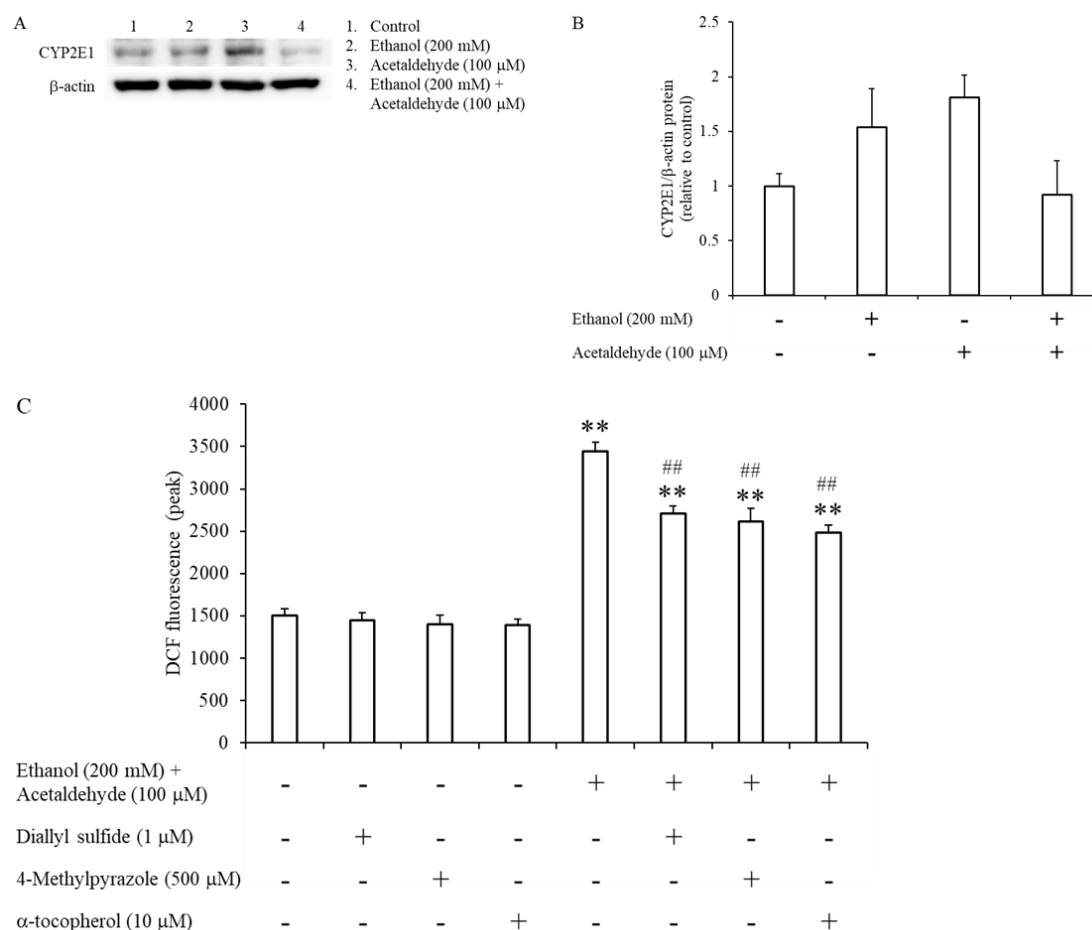 A
1 2 3 4
CYP2E1
β-actin
1. Control
2. Ethanol (200 mM)
3. Acetaldehyde (100 μM)
4. Ethanol (200 mM) +
Acetaldehyde (100 μM)
B
CYP2E1/β-actin protein
(relative to control)
2.5
2
1.5
1
0.5
0
Ethanol (200 mM) - + - +
Acetaldehyde (100 μM) - - + +
C
DCF fluorescence (peak)
4000
3500
3000
2500
2000
1500
1000
500
0
**
##
**
##
**
##
**
Ethanol (200 mM) +
Acetaldehyde (100 μM) - - - - + + + +
Diallyl sulfide (1 μM) - + - - - + - -
4-Methylpyrazole (500 μM) - - + - - - + -
α-tocopherol (10 μM) - - - + - - - +